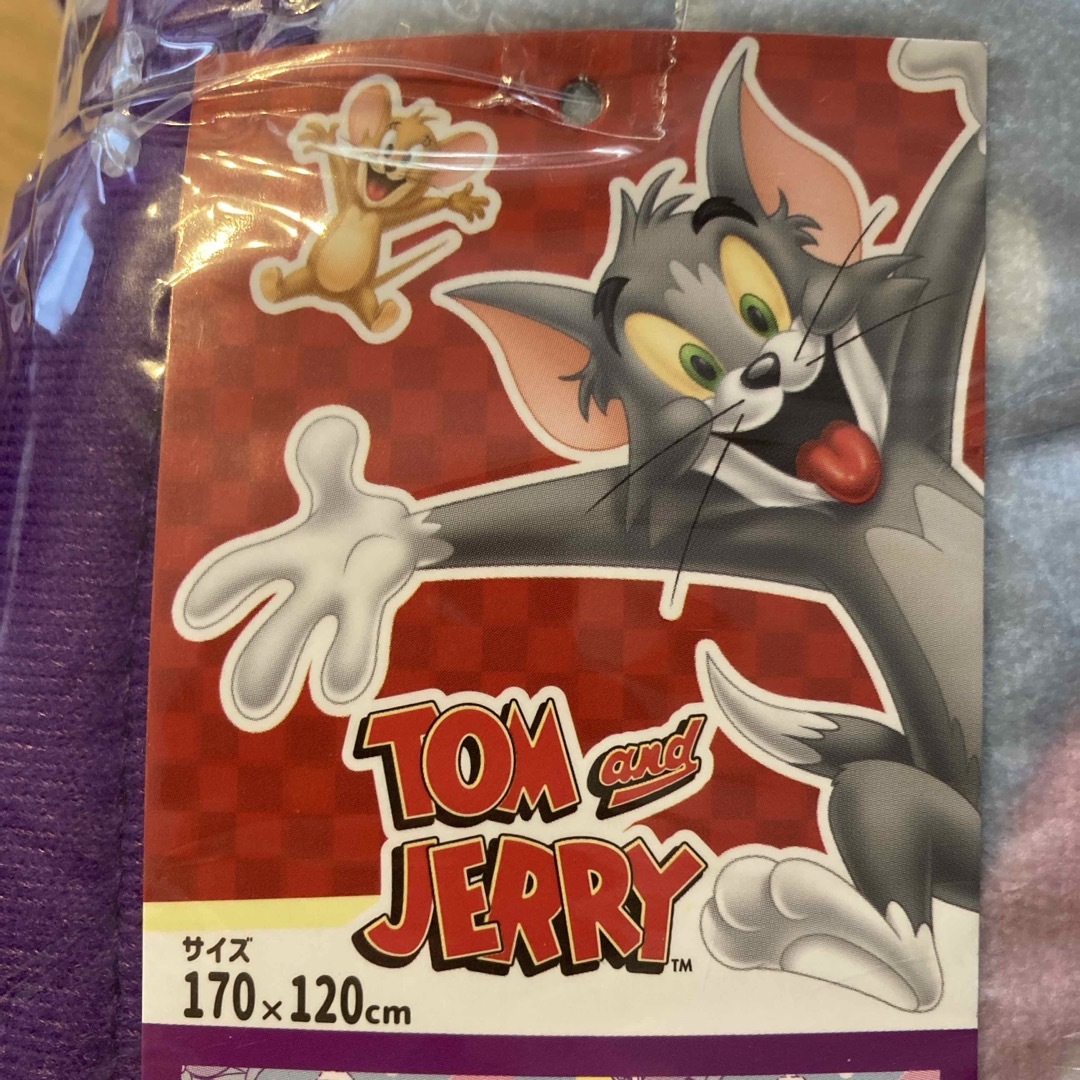 TOM and
JERRY™
サイズ
170×120cm